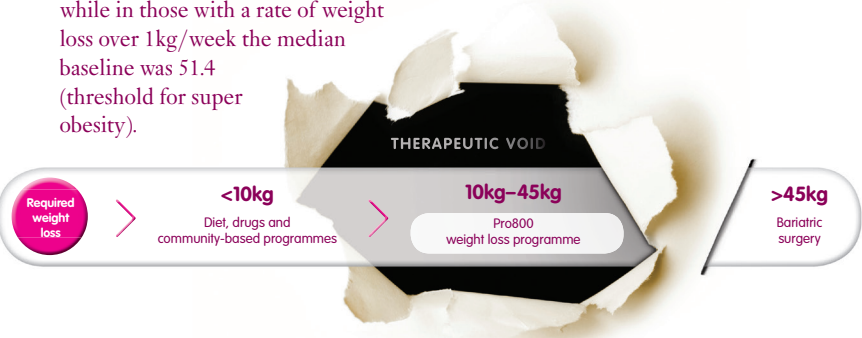 while in those with a rate of weight
loss over 1kg/week the median
baseline was 51.4
(threshold for super
obesity).
THERAPEUTIC VOID
Required
weight
loss
<10kg
Diet, drugs and
community-based programmes
10kg–45kg
Pro800
weight loss programme
>45kg
Bariatric
surgery